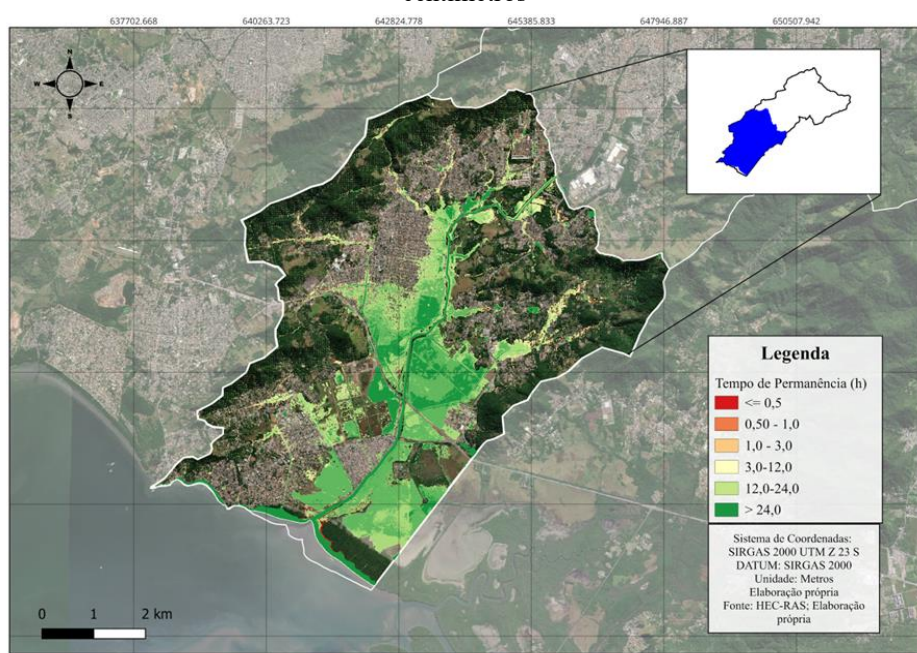 637702.668 640263.723 642824.778 645385.833 647946.887 650507.942
N
W E
S
Legenda
Tempo de Permanência (h)
<= 0,5
0,50 - 1,0
1,0 - 3,0
3,0-12,0
12,0-24,0
> 24,0
Sistema de Coordenadas:
SIRGAS 2000 UTM Z 23 S
DATUM: SIRGAS 2000
Unidade: Metros
Elaboração própria
Fonte: HEC-RAS; Elaboração
própria
0 1 2 km